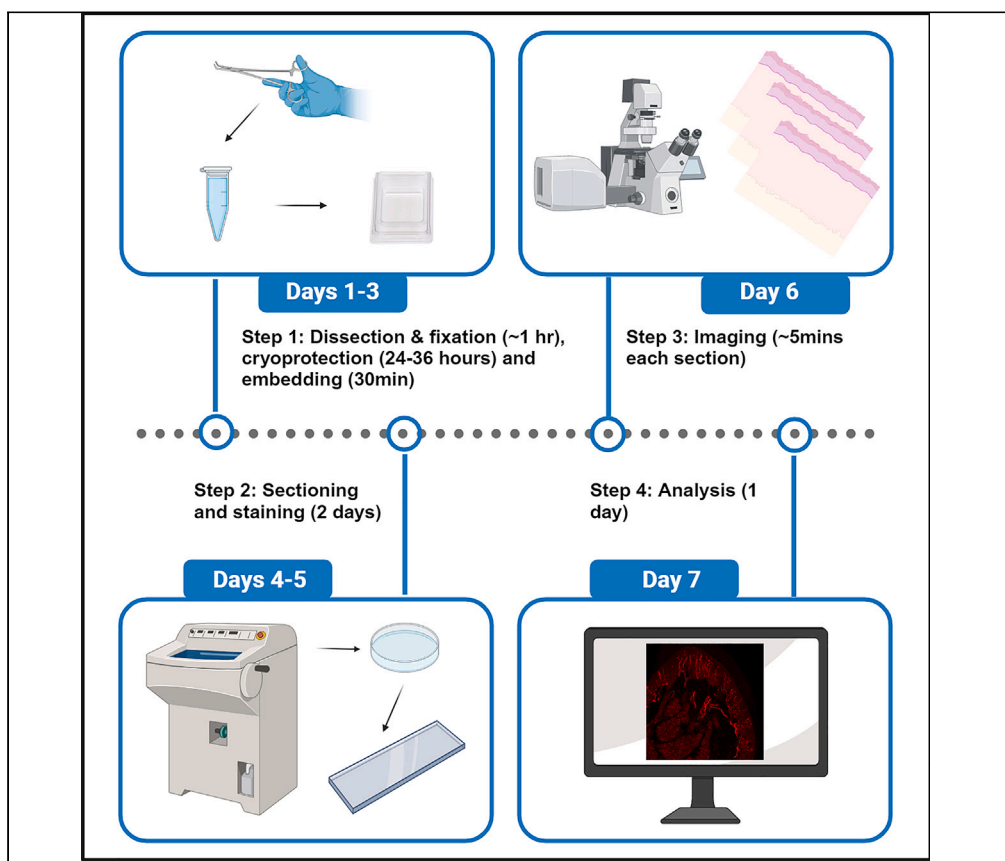 Days 1-3
Step 1: Dissection & fixation (~1 hr),
cryoprotection (24-36 hours) and
embedding (30min)
Day 6
Step 3: Imaging (~5mins
each section)
Step 2: Sectioning
and staining (2 days)
Days 4-5
Step 4: Analysis (1
day)
Day 7